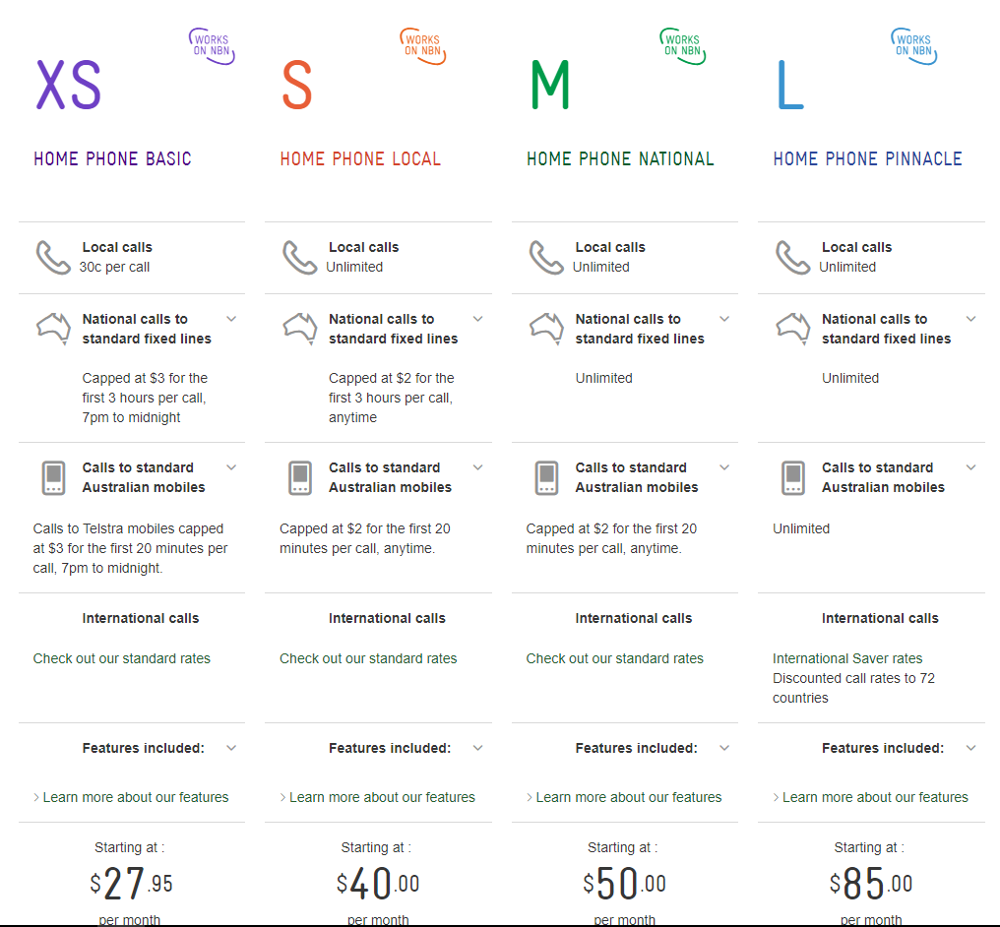 WORKS
ON NBN
XS
HOME PHONE BASIC
Local calls
30c per call
National calls to
standard fixed lines
Capped at $3 for the
first 3 hours per call,
7pm to midnight
Calls to standard
Australian mobiles
Calls to Telstra mobiles capped
at $3 for the first 20 minutes per
call, 7pm to midnight.
International calls
Check out our standard rates
Features included:
> Learn more about our features
Starting at :
$27.95
per month
WORKS
ON NBN
S
HOME PHONE LOCAL
Local calls
Unlimited
National calls to
standard fixed lines
Capped at $2 for the
first 3 hours per call,
anytime
Calls to standard
Australian mobiles
Capped at $2 for the first 20
minutes per call, anytime.
International calls
Check out our standard rates
Features included:
> Learn more about our features
Starting at :
$40.00
per month
WORKS
ON NBN
M
HOME PHONE NATIONAL
Local calls
Unlimited
National calls to
standard fixed lines
Unlimited
Calls to standard
Australian mobiles
Capped at $2 for the first 20
minutes per call, anytime.
International calls
Check out our standard rates
Features included:
> Learn more about our features
Starting at :
$50.00
per month
WORKS
ON NBN
L
HOME PHONE PINNACLE
Local calls
Unlimited
National calls to
standard fixed lines
Unlimited
Calls to standard
Australian mobiles
Unlimited
International calls
International Saver rates
Discounted call rates to 72
countries
Features included:
> Learn more about our features
Starting at :
$85.00
per month